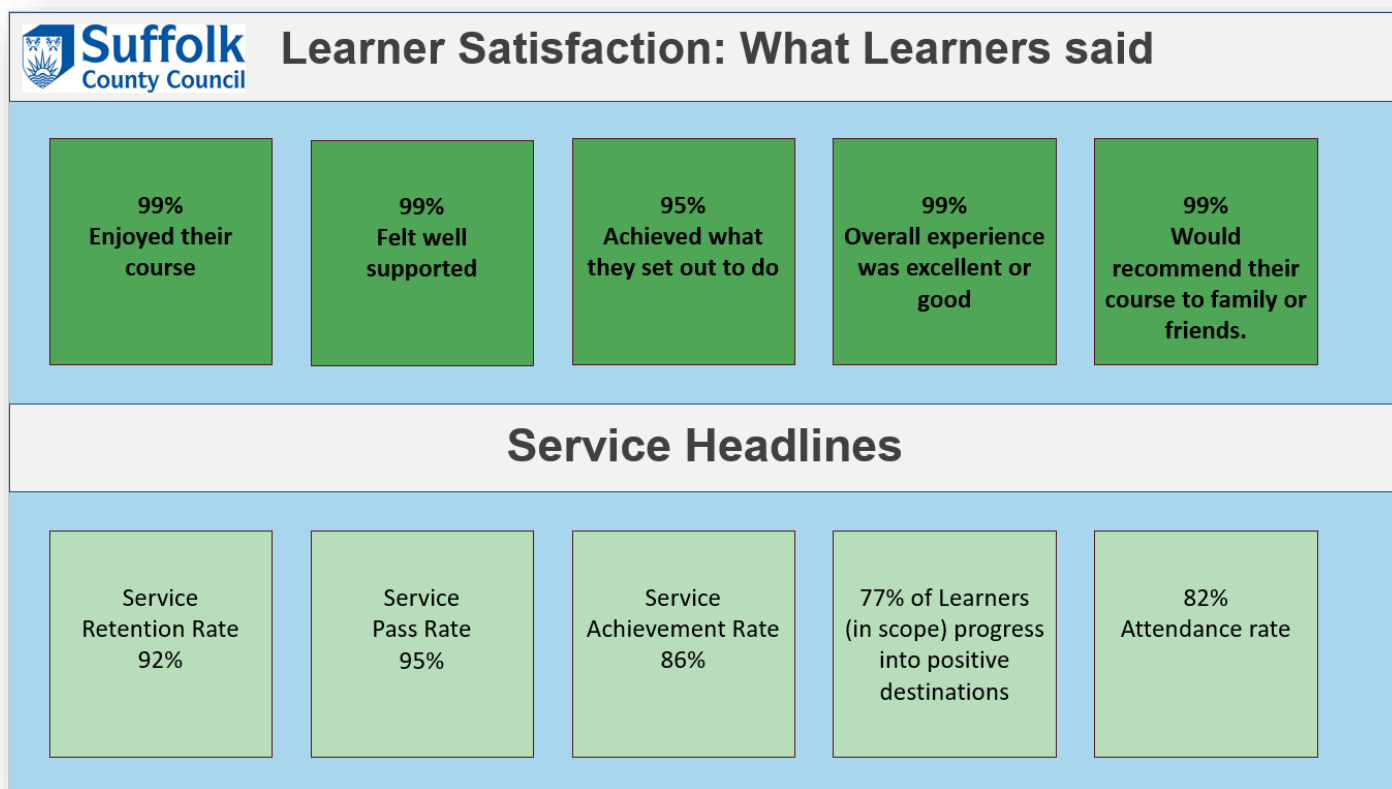 Suffolk
County Council
Learner Satisfaction: What Learners said
99%
Enjoyed their
course
99%
Felt well
supported
95%
Achieved what
they set out to do
99%
Overall experience
was excellent or
good
99%
Would
recommend their
course to family or
friends.
Service Headlines
Service
Retention Rate
92%
Service
Pass Rate
95%
Service
Achievement Rate
86%
77% of Learners
(in scope) progress
into positive
destinations
82%
Attendance rate